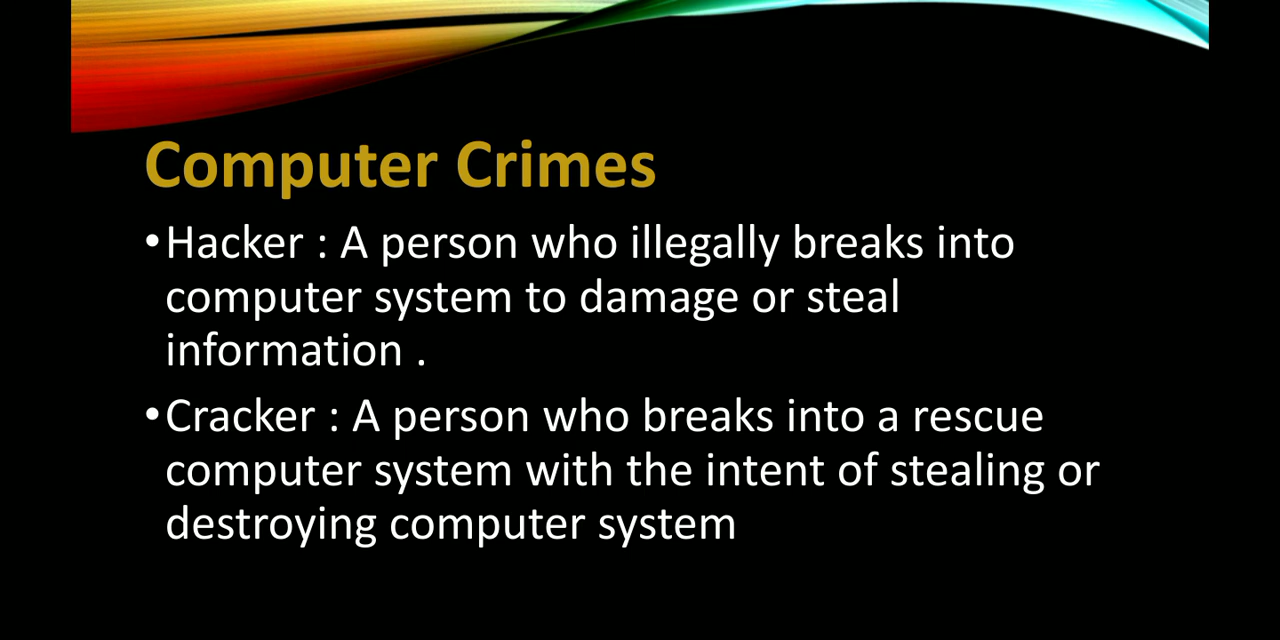 Computer Crimes
•Hacker : A person who illegally breaks into
computer system to damage or steal
information .
•Cracker : A person who breaks into a rescue
computer system with the intent of stealing or
destroying computer system